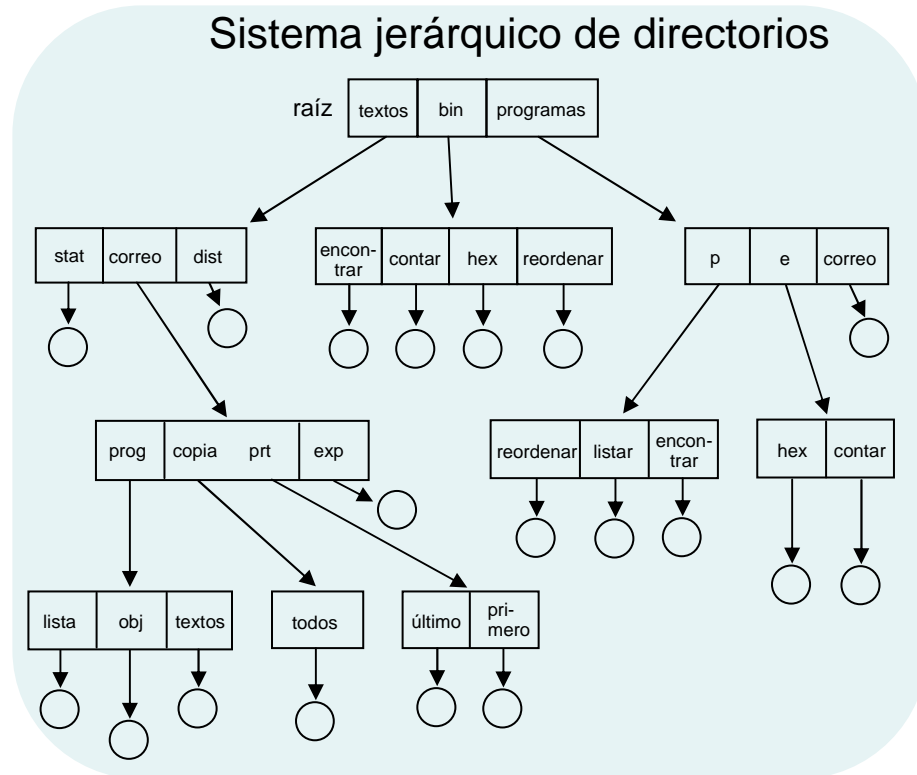 Sistema jerárquico de directorios
raíz textos bin programas
stat correo dist
encon-
trar
contar hex reordenar
p e correo
prog copia prt exp
reordenar listar
encon-
trar
hex contar
lista obj textos
todos
último
pri-
mero